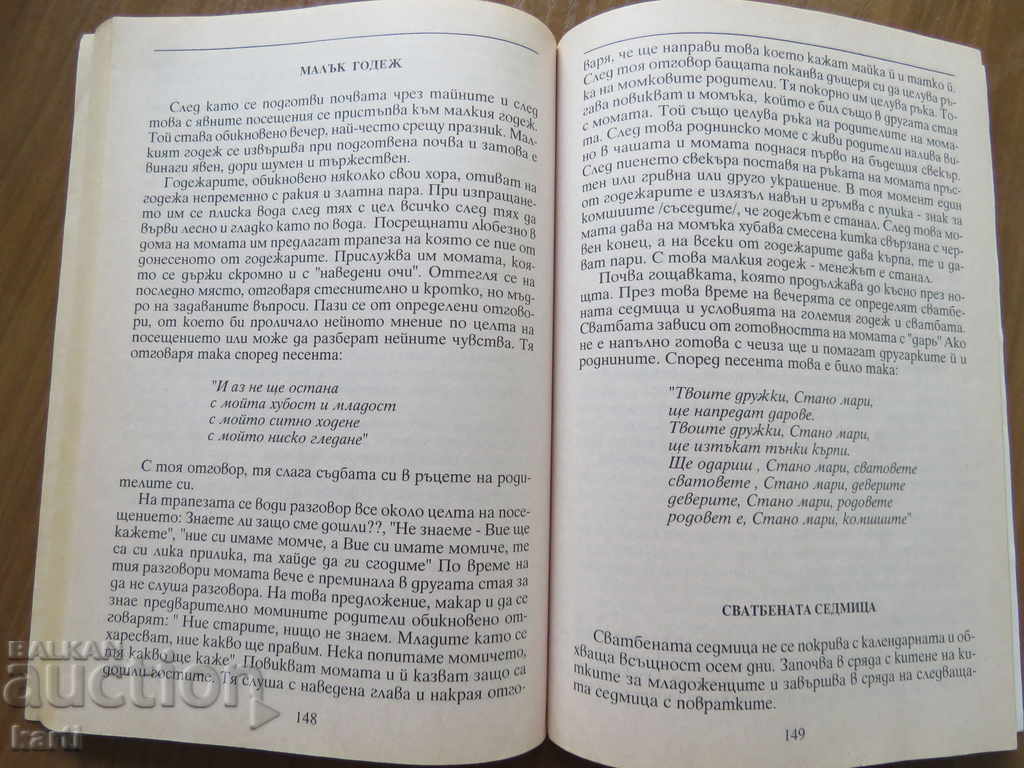 МАЛЪК ГОДЕЖ
След като се подготви почвата чрез тайните и след
това с явните посещения се пристъпва към малкия годеж.
Той става обикновено вечер, най-често срещу празник. Мал-
кият годеж се извършва при подготвена почва и затова е
винаги явен, дори шумен и тържествен.
Годежарите, обикновено няколко свои хора, отиват на
годежа непременно с ракия и златна пара. При изпращане-
то им се плиска вода след тях с цел всичко след тях да
върви лесно и гладко като по вода. Посрещнати любезно в
дома на момата им предлагат трапеза на която се пие от
донесеното от годежарите. Прислужва им момата, коя-
то се държи скромно и с "наведени очи". Оттегля се на
последно място, отговаря стеснително и кротко, но мъд-
ро на задаваните въпроси. Пази се от определени отгово-
ри, от което би проличало нейното мнение по целта на
посещението или може да разберат нейните чувства. Тя
отговаря така според песента:
"И аз не ще остана
с мойта хубост и младост
с мойто ситно ходене
с мойто ниско гледане"
С тоя отговор, тя слага съдбата си в ръцете на роди-
телите си.
На трапезата се води разговор все около целта на посе-
щението: Знаете ли защо сме дошли??, "Не знаеме - Вие ще
кажете", "ние си имаме момче, а Вие си имате момиче, те
са си лика прилика, та хайде да ги сгодиме" По време на
тия разговори момата вече е преминала в другата стая за
да не слуша разговора. На това предложение, макар и да се
знае предварително момините родители обикновено от-
говарят: " Ние старите, нищо не знаем. Младите като се
харесват, ние какво ще правим. Нека попитаме момичето,
тя какво ще каже". Повикват момата и й казват защо са
дошли гостите. Тя слуша с наведена глава и накрая отго-
148
варя, че ще направи това което кажат майка й и татко й.
След тоя отговор бащата поканва дъщеря си да целува ръ-
ка на момковите родители. Тя покорно им целува ръка. То-
гава повикват и момъка, който е бил също в другата стая
с момата. Той също целува ръка на родителите на мома-
та. След това роднинско моме с живи родители налива ви-
но в чашата и момата поднася първо на бъдещия свекър.
След пиенето свекъра поставя на ръката на момата пръс-
тен или гривна или друго украшение. В тоя момент един
от годежарите е излязъл навън и гръмва с пушка - знак за
комшиите /съседите/, че годежът е станал. След това мо-
мата дава на момъка хубава смесена китка свързана с чер-
вен конец, а на всеки от годежарите дава кърпа, те и да-
ват пари. С това малкия годеж - менежът е станал.
Почва гощавката, която продължава до късно през но-
щта. През това време на вечерята се определят сватбе-
ната седмица и условията на големия годеж и сватбата.
Сватбата зависи от готовността на момата с "даръ" Ако
не е напълно готова с чеиза ще и помагат другарките й и
роднините. Според песента това е било така:
"Твоите дружки, Стано мари,
ще напредат дарове.
Твоите дружки, Стано мари,
ще изтъкат тънки кърпи.
Ще одариш , Стано мари, сватовете
сватовете , Стано мари, деверите
деверите, Стано мари, родовете
родовет е, Стано мари, комшиите"
СВАТБЕНАТА СЕДМИЦА
Сватбената седмица не се покрива с календарната и об-
хваща всъщност осем дни. Започва в сряда с китене на ки-
тките за младоженците и завършва в сряда на следваща-
та седмица с повратките.
149
BALKAN
auction
karti